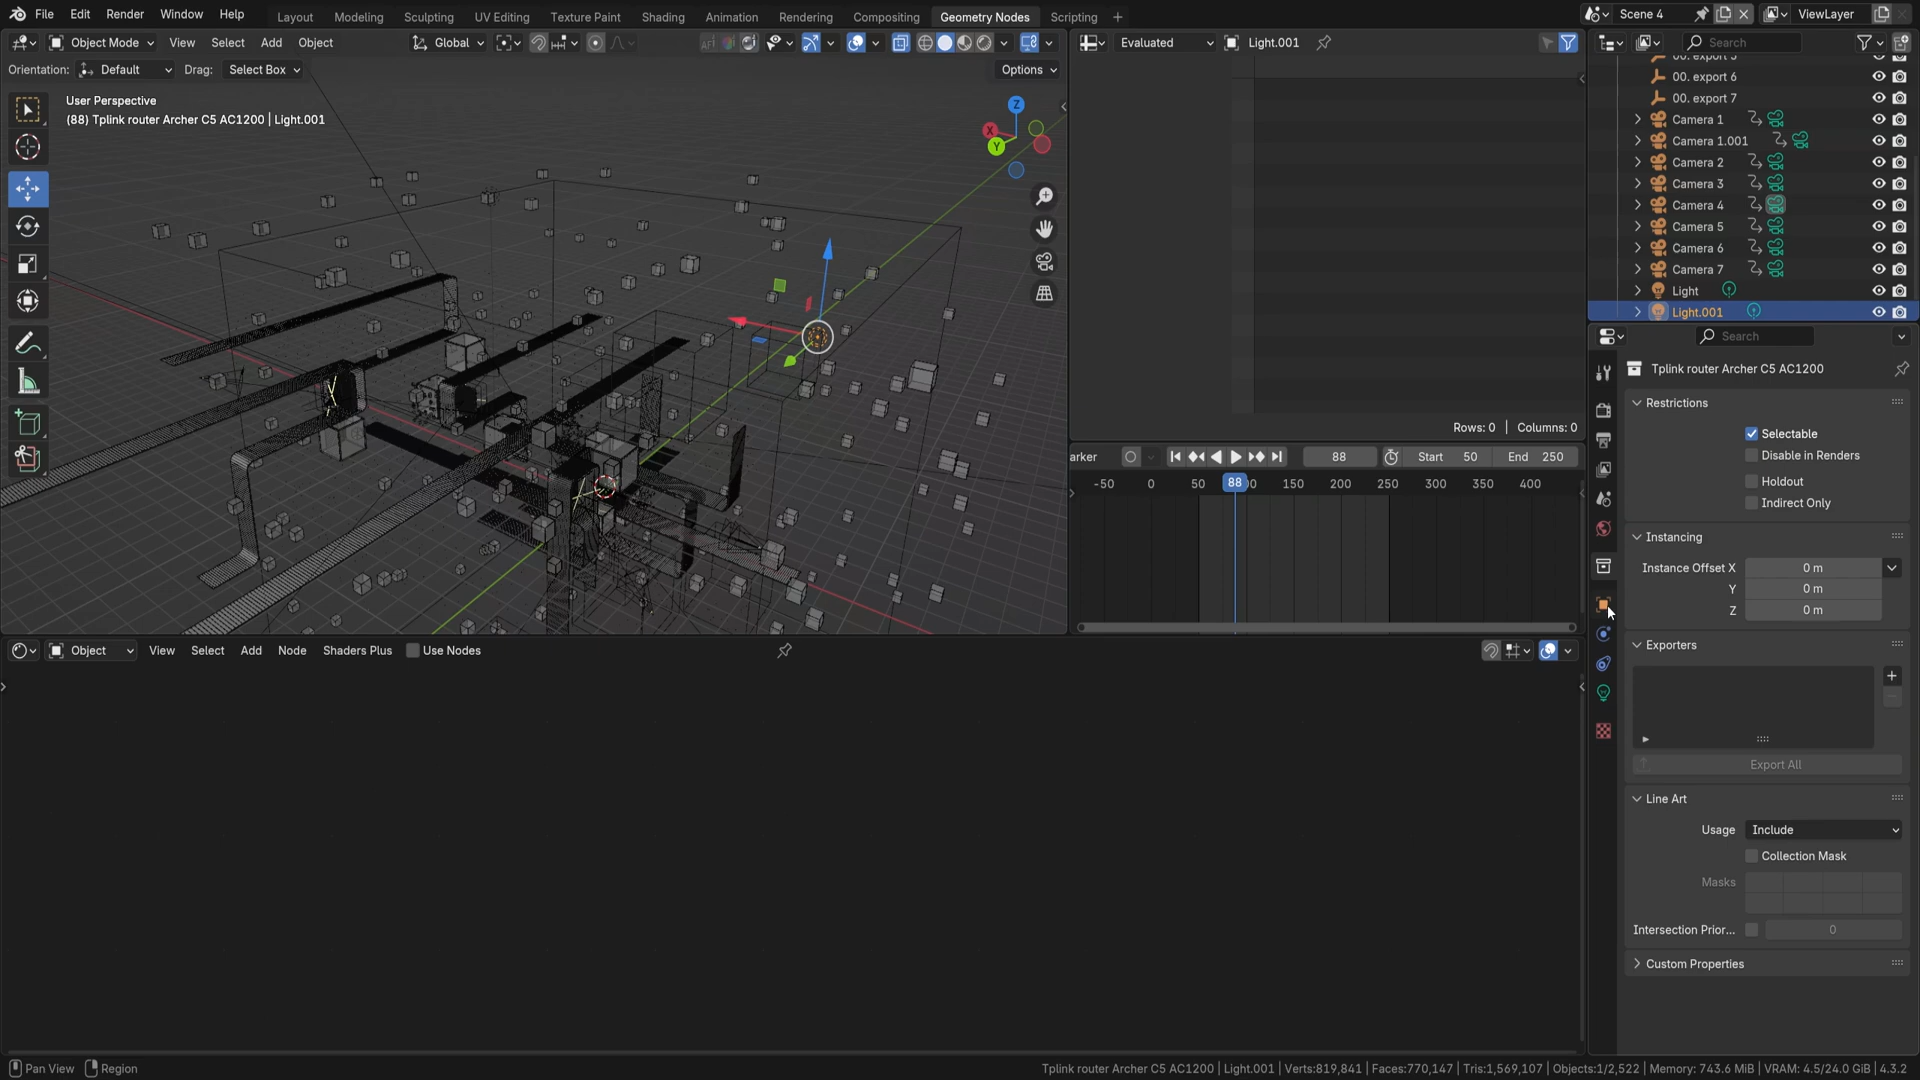 File Edit Render Window Help Layout Modeling Sculpting UV Editing Texture Paint Shading Animation Rendering Compositing Geometry Nodes Scripting + Scene 4 ViewLayer
Object Mode View Select Add Object Global Options
Orientation: Default Drag: Select Box
User Perspective
(88) Tplink router Archer C5 AC1200 | Light.001
Z
X
Y
Evaluated Light.001
Rows: 0 | Columns: 0
arker 88 Start 50 End 250
-50 0 50 88 150 200 250 300 350 400
Search
00. export 5
00. export 6
00. export 7
Camera 1
Camera 1.001
Camera 2
Camera 3
Camera 4
Camera 5
Camera 6
Camera 7
Light
Light.001
Search
Tplink router Archer C5 AC1200
Restrictions
Selectable
Disable in Renders
Holdout
Indirect Only
Instancing
Instance Offset X 0 m
Y 0 m
Z 0 m
Exporters
Export All
Line Art
Usage Include
Collection Mask
Masks
Intersection Prior... 0
Custom Properties
Object View Select Add Node Shaders Plus Use Nodes
Pan View Region Tplink router Archer C5 AC1200 | Light.001 | Verts:819,841 | Faces:770,147 | Tris:1,569,107 | Objects:1/2,522 | Memory: 743.6 MiB | VRAM: 4.5/24.0 GiB | 4.3.2